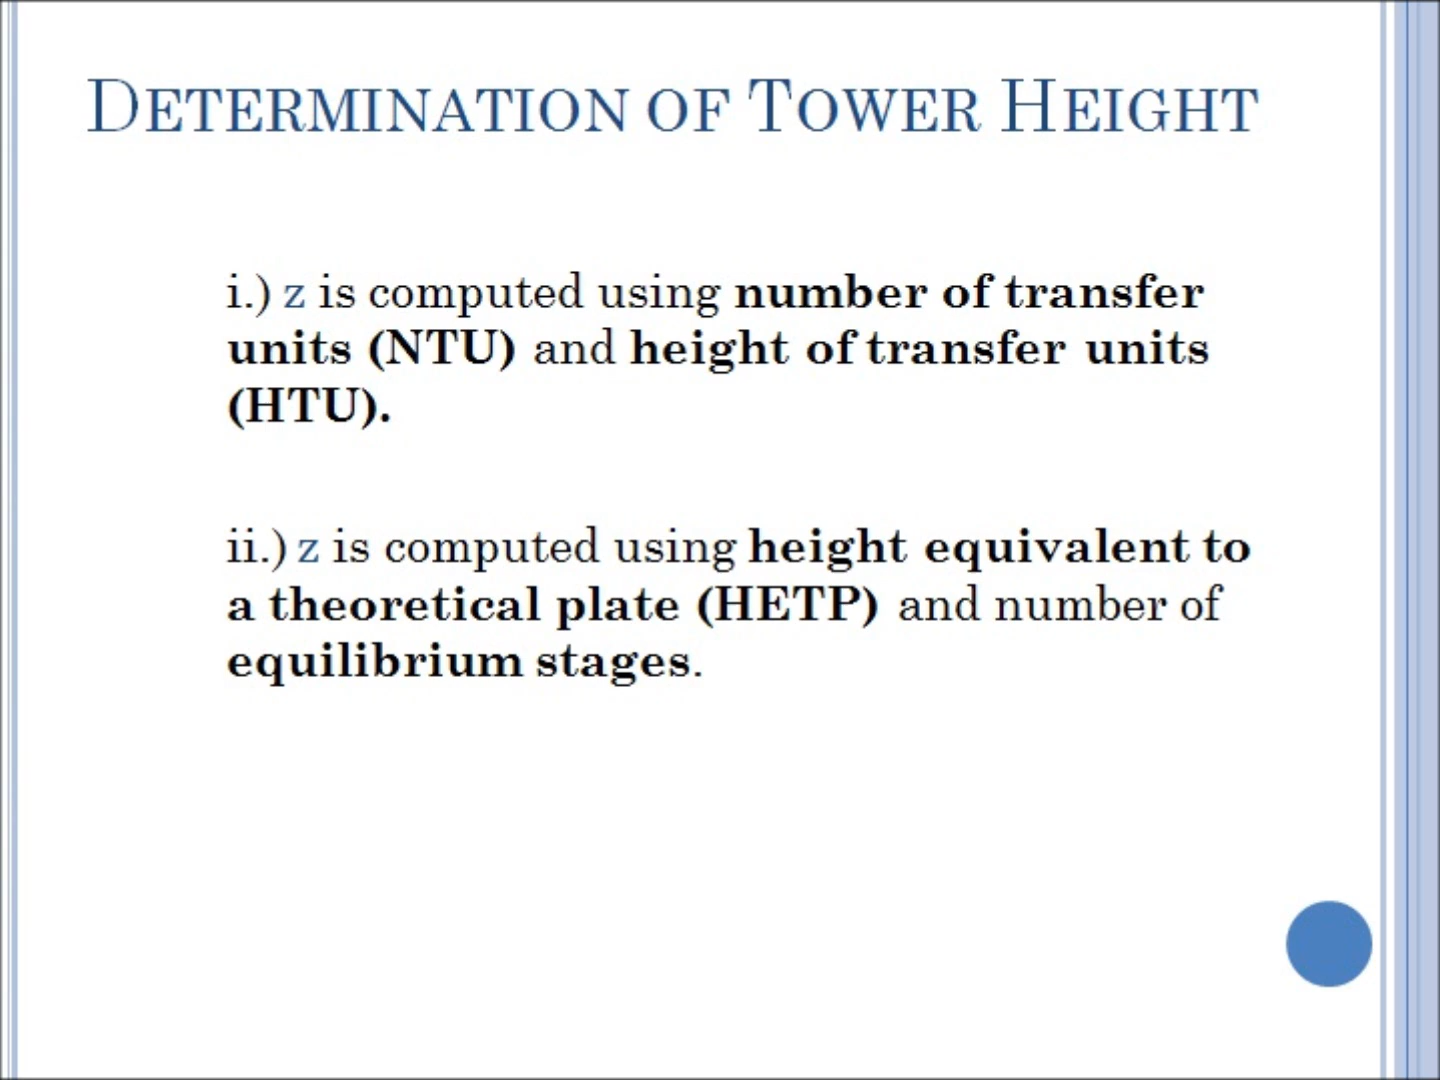 DETERMINATION OF TOWER HEIGHT
i.) z is computed using number of transfer
units (NTU) and height of transfer units
(HTU).
ii.) z is computed using height equivalent to
a theoretical plate (HETP) and number of
equilibrium stages.